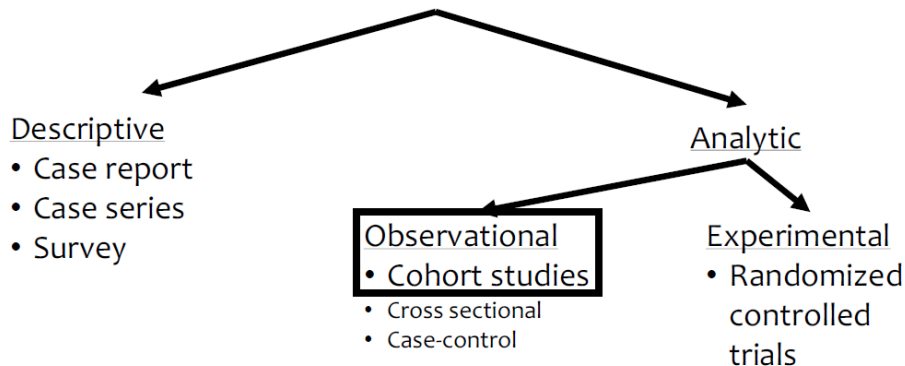 Descriptive
• Case report
• Case series
• Survey
Analytic
Observational
• Cohort studies
• Cross sectional
• Case-control
Experimental
• Randomized
controlled
trials